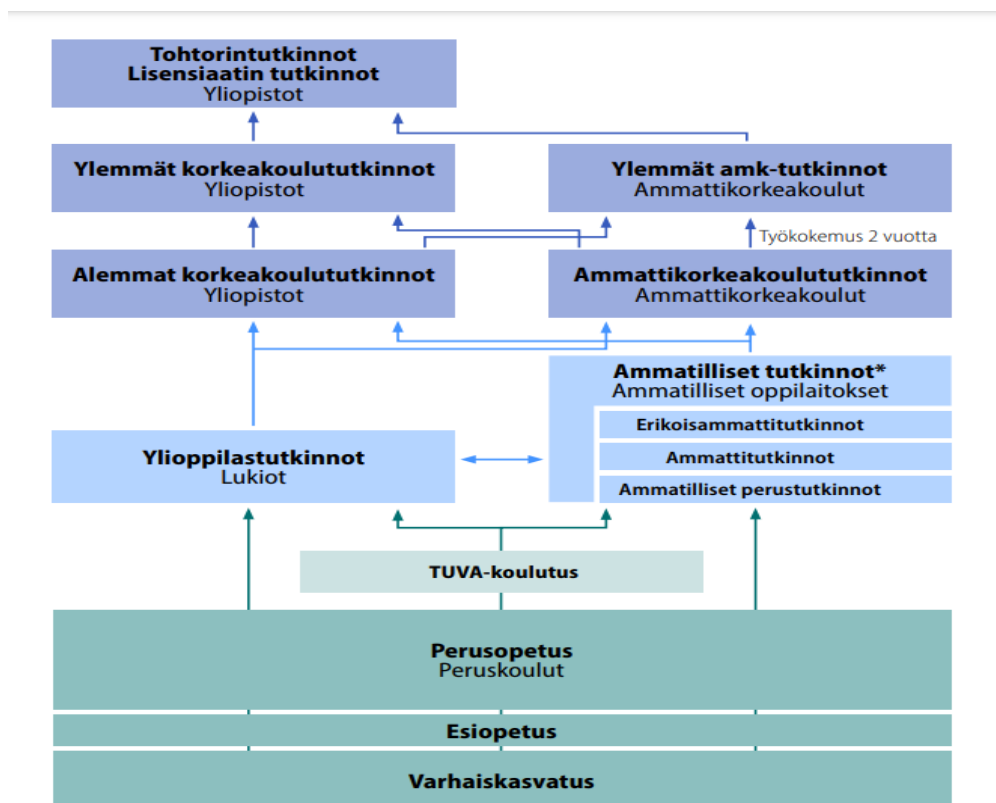 Tohtorintutkinnot
Lisensiaatin tutkinnot
Yliopistot
Ylemmät korkeakoulututkinnot
Yliopistot
Ylemmät amk-tutkinnot
Ammattikorkeakoulut
Työkokemus 2 vuotta
Alemmat korkeakoulututkinnot
Yliopistot
Ammattikorkeakoulututkinnot
Ammattikorkeakoulut
Ammatilliset tutkinnot*
Ammatilliset oppilaitokset
Erikoisammattitutkinnot
Ammattitutkinnot
Ammatilliset perustutkinnot
Ylioppilastutkinnot
Lukiot
TUVA-koulutus
Perusopetus
Peruskoulut
Esiopetus
Varhaiskasvatus